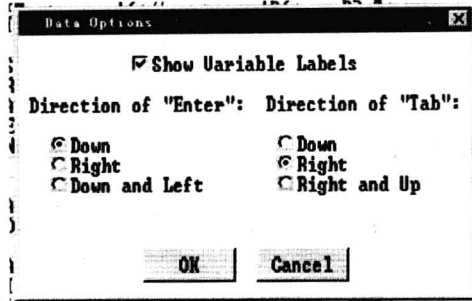 Data Options
Show Variable Labels
Direction of "Enter": Direction of "Tab":
Down Down
Right Right
Down and Left Right and Up
OK Cancel